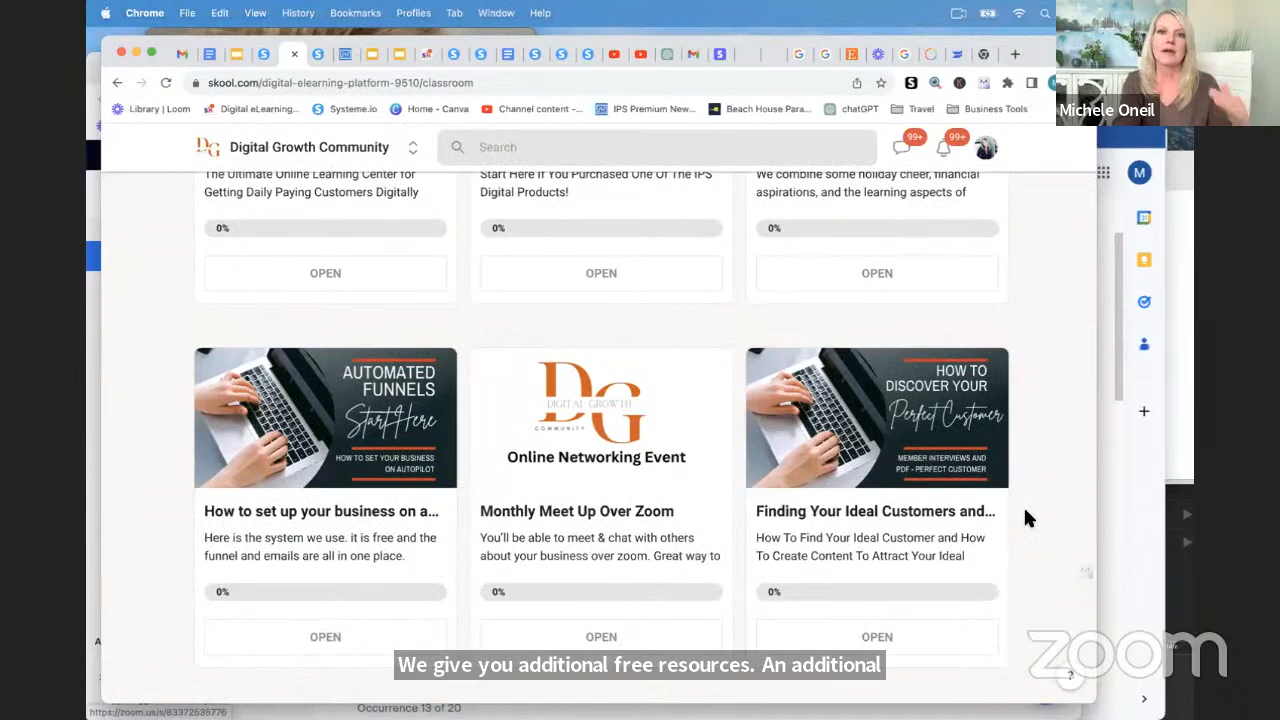 Chrome File Edit View History Bookmarks Profiles Tab Window Help
skool.com/digital-elearning-platform-9510/classroom
Library | Loom
Digital eLearning...
Systeme.io
Home - Canva
Channel content -...
IPS Premium New...
Beach House Para...
chatGPT
Travel
Business Tools
Michele Oneil
DG Digital Growth Community
Search
99+
99+
M
The Ultimate Online Learning Center for
Getting Daily Paying Customers Digitally
0%
OPEN
Start Here If You Purchased One Of The IPS
Digital Products!
0%
OPEN
We combine some holiday cheer, financial
aspirations, and the learning aspects of
0%
OPEN
AUTOMATED
FUNNELS
Start Here
HOW TO SET YOUR BUSINESS
ON AUTOPILOT
How to set up your business on a...
Here is the system we use. it is free and the
funnel and emails are all in one place.
0%
OPEN
DG
DIGITAL GROWTH
COMMUNITY
Online Networking Event
Monthly Meet Up Over Zoom
You'll be able to meet & chat with others
about your business over zoom. Great way to
0%
OPEN
HOW TO
DISCOVER YOUR
Perfect Customer
MEMBER INTERVIEWS AND
PDF - PERFECT CUSTOMER
Finding Your Ideal Customers and...
How To Find Your Ideal Customer and How
To Create Content To Attract Your Ideal
0%
OPEN
We give you additional free resources. An additional
zoom
?
https://zoom.us/s/83372535776
Occurrence 13 of 20